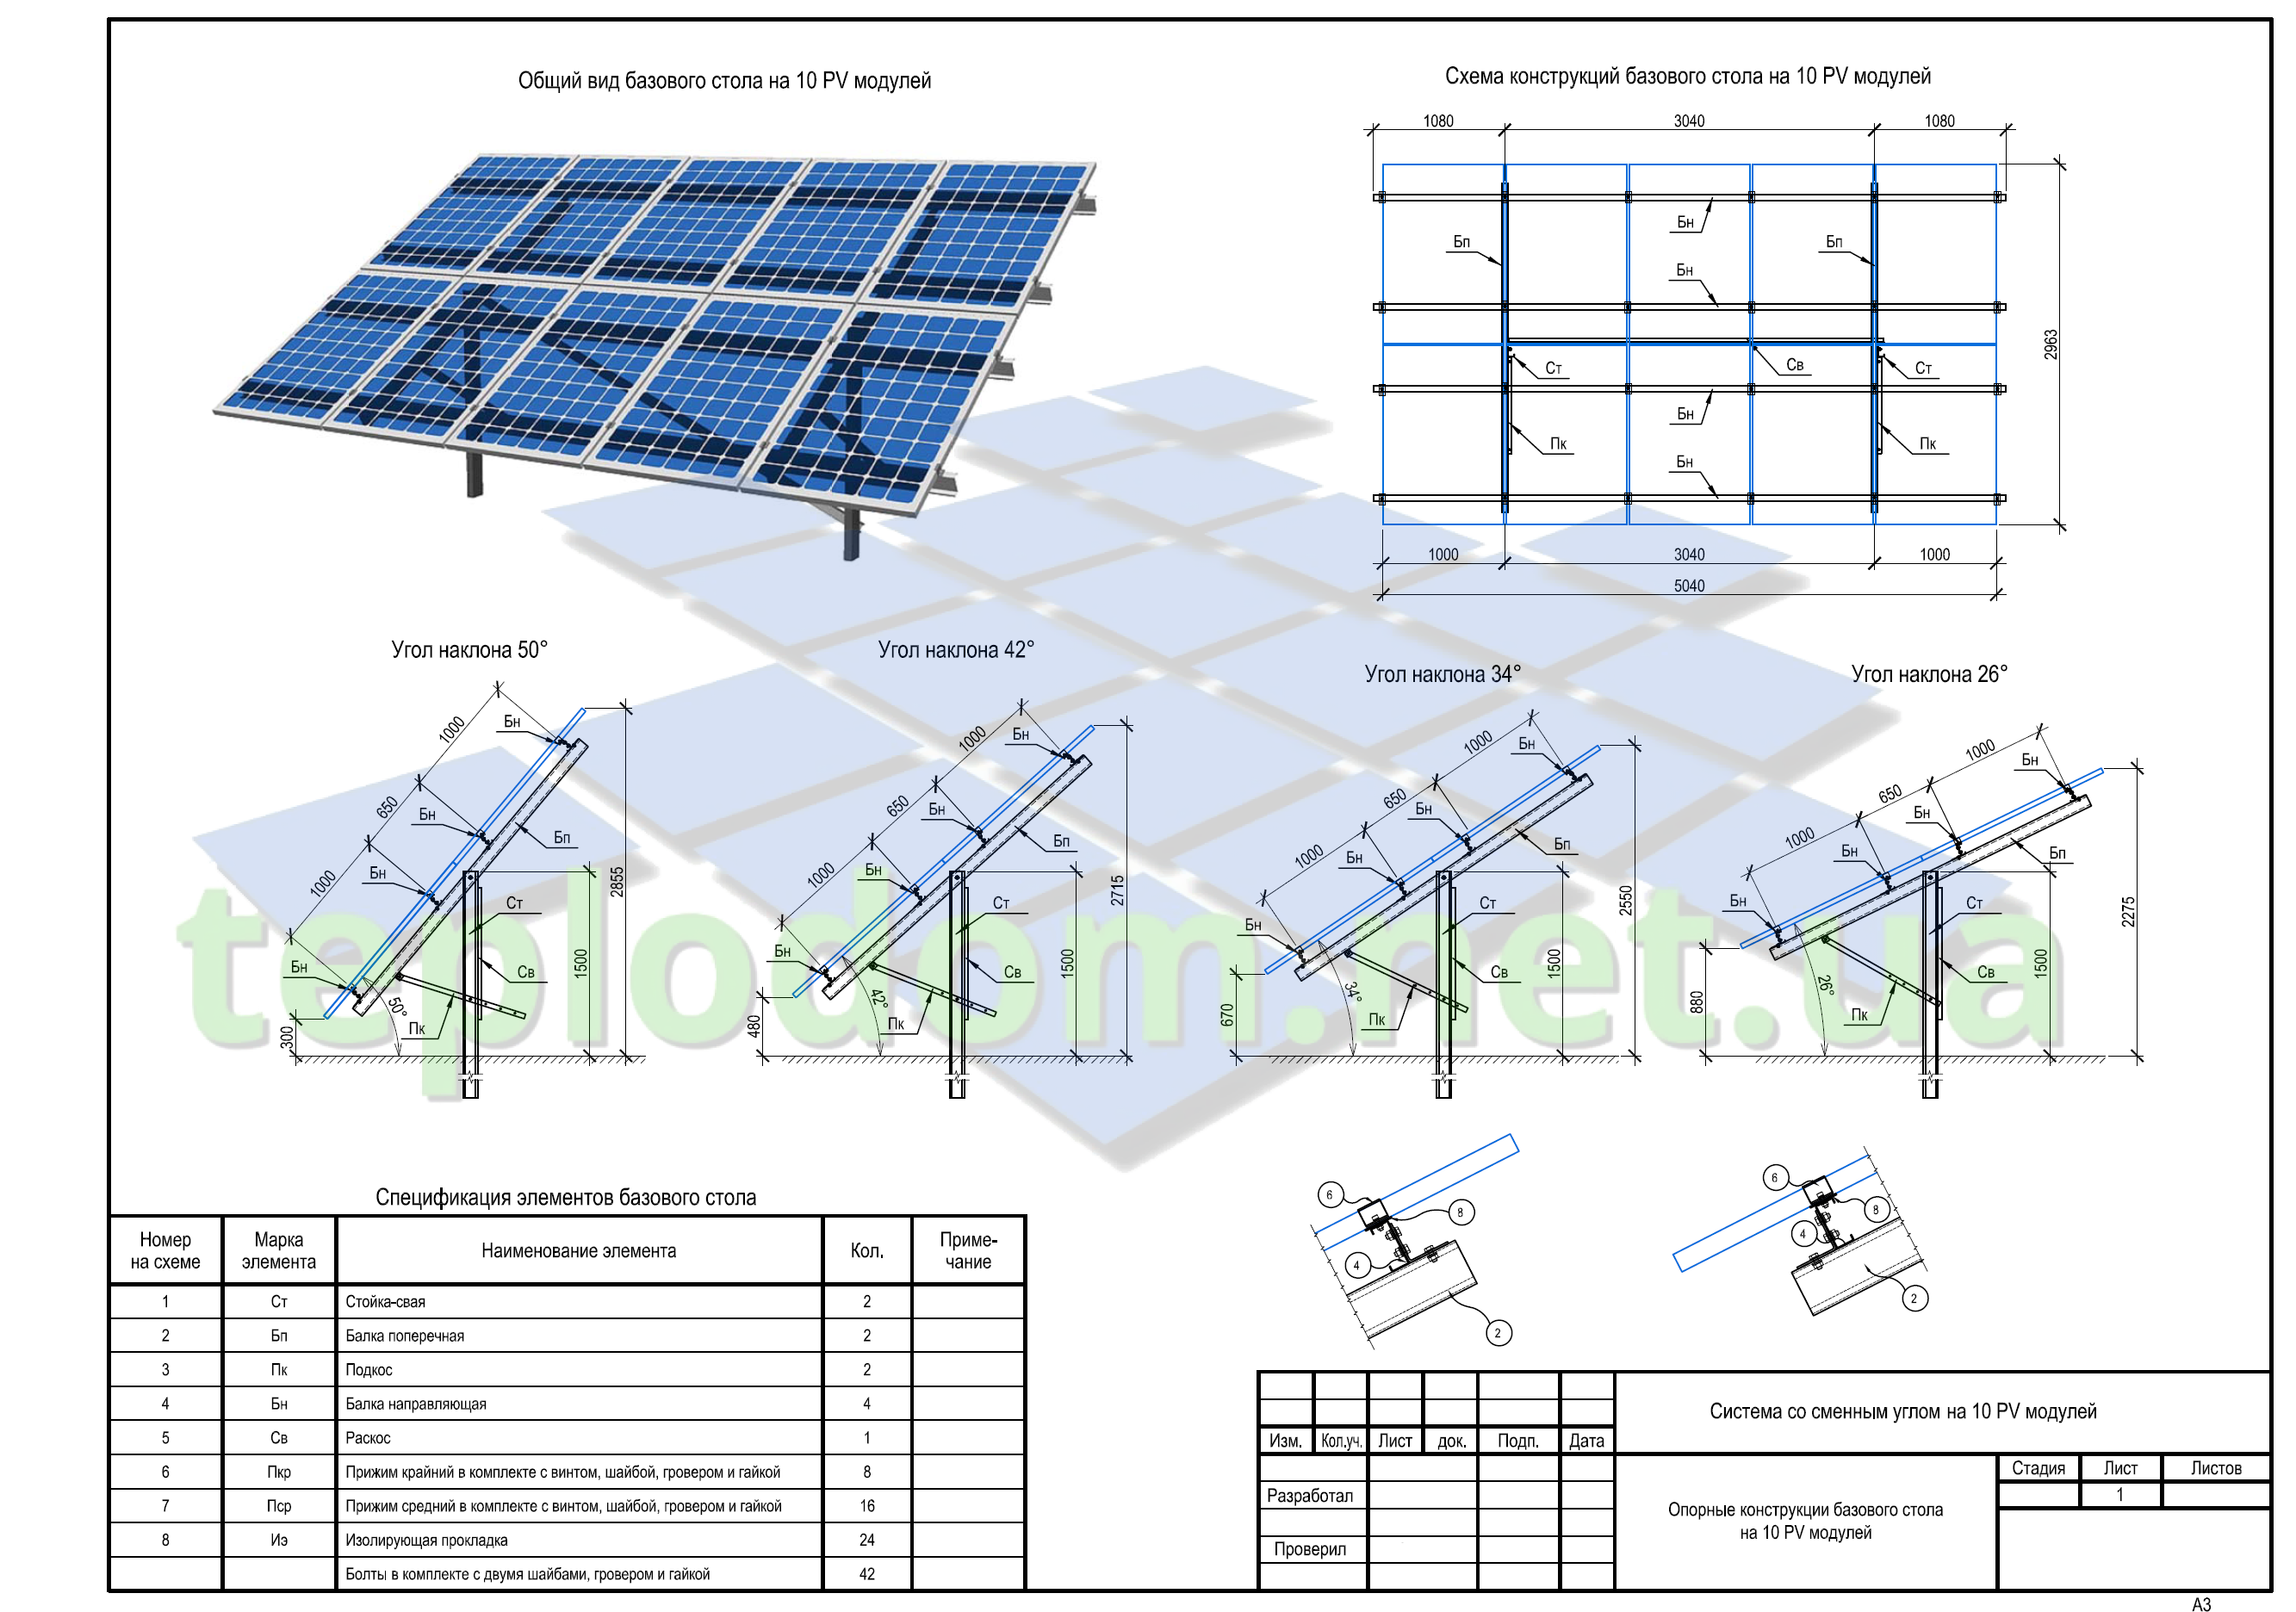 Общий вид базового стола на 10 PV модулей
Схема конструкций базового стола на 10 PV модулей
1080 3040 1080
Бн
Бп Бп
Бн
2963
Ст Св Ст
Бн
Пк Пк
Бн
1000 3040 1000
5040
Угол наклона 50°
1000
650
1000
Бн
Бн
Бн
Бн
Бп
Ст
Св
Пк
50°
300
1500
2855
Угол наклона 42°
1000
650
1000
Бн
Бн
Бн
Бн
Бп
Ст
Св
Пк
42°
480
1500
2715
Угол наклона 34°
1000
650
1000
Бн
Бн
Бн
Бн
Бп
Ст
Св
Пк
34°
670
1500
2550
Угол наклона 26°
1000
650
1000
Бн
Бн
Бн
Бн
Бп
Ст
Св
Пк
26°
880
1500
2275
teplodom.net.ua
6
8
4
2
6
8
4
2
Спецификация элементов базового стола
Номер на схеме Марка элемента Наименование элемента Кол. Приме-чание
1 Ст Стойка-свая 2
2 Бп Балка поперечная 2
3 Пк Подкос 2
4 Бн Балка направляющая 4
5 Св Раскос 1
6 Пкр Прижим крайний в комплекте с винтом, шайбой, гровером и гайкой 8
7 Пср Прижим средний в комплекте с винтом, шайбой, гровером и гайкой 16
8 Иэ Изолирующая прокладка 24
Болты в комплекте с двумя шайбами, гровером и гайкой 42
Система со сменным углом на 10 PV модулей
Изм. Кол.уч. Лист док. Подп. Дата
Стадия Лист Листов
1
Разработал
Проверил
Опорные конструкции базового стола
на 10 PV модулей
А3